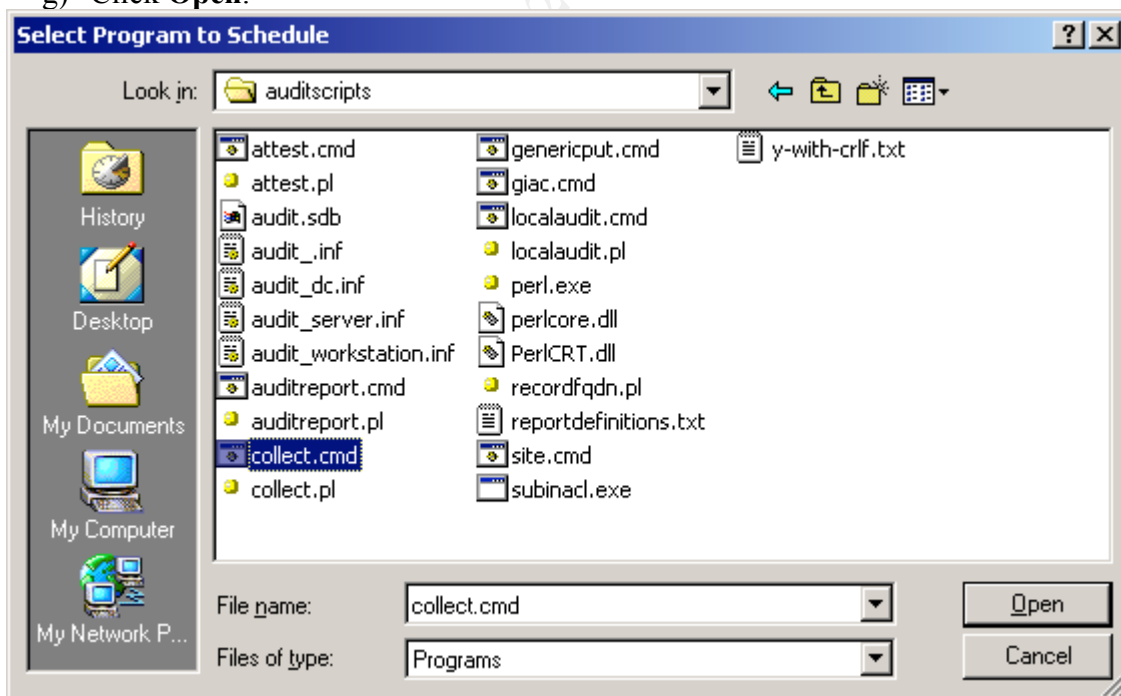 g) Click Open.
Select Program to Schedule
Look in: auditscripts
History
Desktop
My Documents
My Computer
My Network P...
attest.cmd
attest.pl
audit.sdb
audit_.inf
audit_dc.inf
audit_server.inf
audit_workstation.inf
auditreport.cmd
auditreport.pl
collect.cmd
collect.pl
genericput.cmd
giac.cmd
localaudit.cmd
localaudit.pl
perl.exe
perlcore.dll
PerlCRT.dll
recordfqdn.pl
reportdefinitions.txt
site.cmd
subinacl.exe
y-with-crlf.txt
File name: collect.cmd Open
Files of type: Programs Cancel